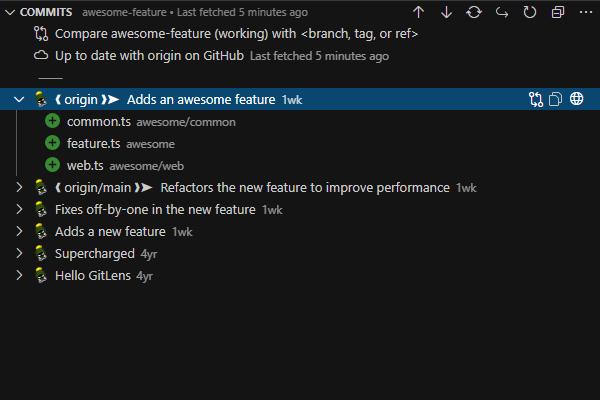 COMMITS awesome-feature • Last fetched 5 minutes ago
Compare awesome-feature (working) with <branch, tag, or ref>
Up to date with origin on GitHub Last fetched 5 minutes ago
❰ origin ❱➤ Adds an awesome feature 1wk
common.ts awesome/common
feature.ts awesome
web.ts awesome/web
❰ origin/main ❱➤ Refactors the new feature to improve performance 1wk
Fixes off-by-one in the new feature 1wk
Adds a new feature 1wk
Supercharged 4yr
Hello GitLens 4yr